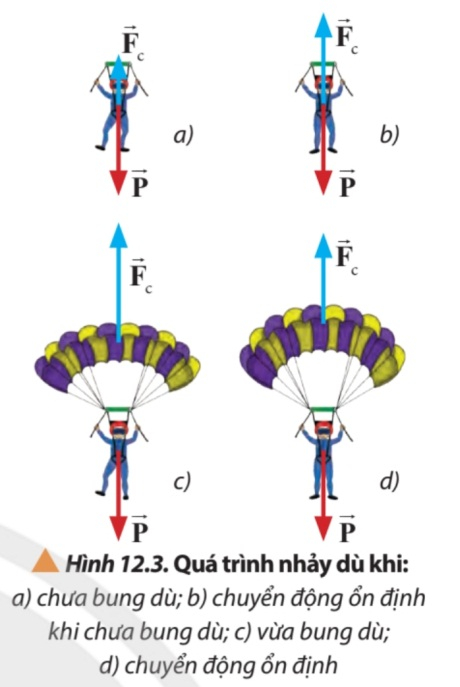 F⃗c
F⃗c
a)
b)
P⃗
P⃗
F⃗c
F⃗c
c)
d)
P⃗
P⃗
Hình 12.3. Quá trình nhảy dù khi:
a) chưa bung dù; b) chuyển động ổn định
khi chưa bung dù; c) vừa bung dù;
d) chuyển động ổn định